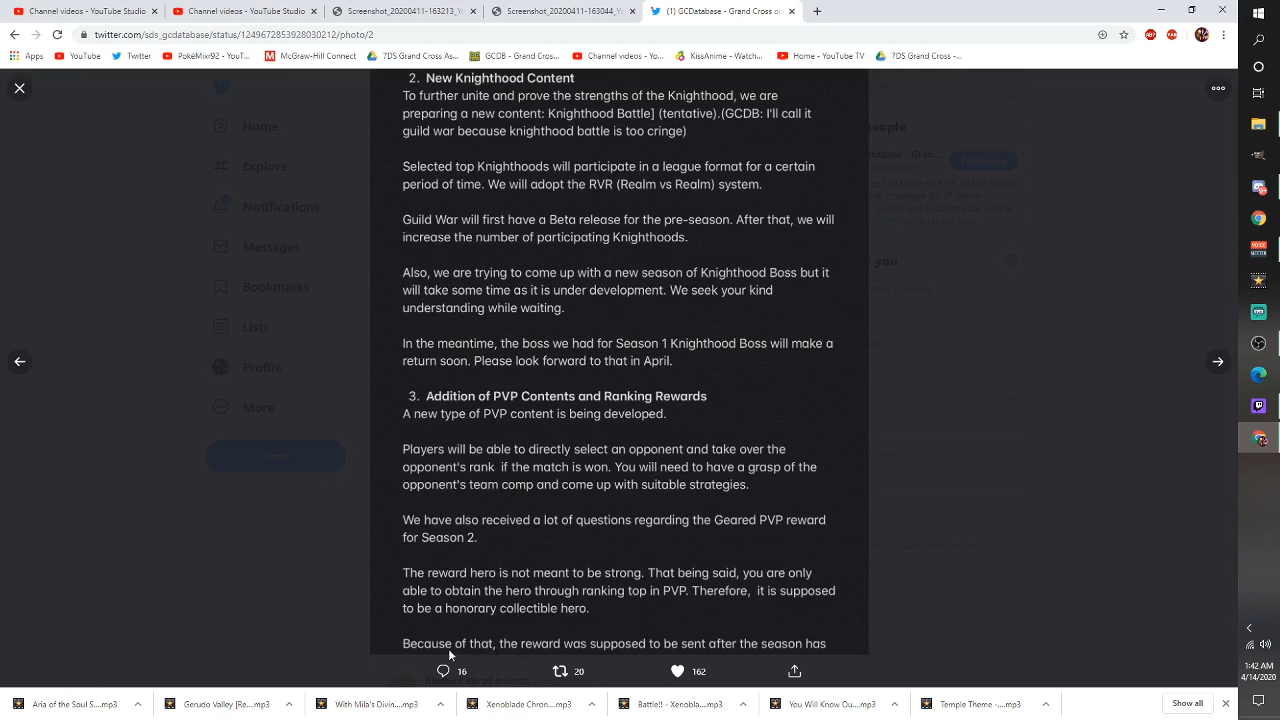 Channel videos - YouTube Studio
Channel videos - YouTube Studio
Screenshot_20200411-163213_Y
Screenshot_20200411-163044_Y
(1) GCDatabase - Grand Cross on
twitter.com/sds_gcdatabase/status/1249672853928030212/photo/2
Apps
YouTube
Twitter
PokéMixr92 - YouT...
McGraw-Hill Connect
7DS Grand Cross As...
GCDB - Grand Cros...
Channel videos - Yo...
KissAnime - Watch...
Home - YouTube TV
7DS Grand Cross -...
2. New Knighthood Content
To further unite and prove the strengths of the Knighthood, we are
preparing a new content: Knighthood Battle] (tentative).(GCDB: I'll call it
guild war because knighthood battle is too cringe)
Selected top Knighthoods will participate in a league format for a certain
period of time. We will adopt the RVR (Realm vs Realm) system.
Guild War will first have a Beta release for the pre-season. After that, we will
increase the number of participating Knighthoods.
Also, we are trying to come up with a new season of Knighthood Boss but it
will take some time as it is under development. We seek your kind
understanding while waiting.
In the meantime, the boss we had for Season 1 Knighthood Boss will make a
return soon. Please look forward to that in April.
3. Addition of PVP Contents and Ranking Rewards
A new type of PVP content is being developed.
Players will be able to directly select an opponent and take over the
opponent's rank if the match is won. You will need to have a grasp of the
opponent's team comp and come up with suitable strategies.
We have also received a lot of questions regarding the Geared PVP reward
for Season 2.
The reward hero is not meant to be strong. That being said, you are only
able to obtain the hero through ranking top in PVP. Therefore, it is supposed
to be a honorary collectible hero.
Because of that, the reward was supposed to be sent after the season has
16
20
162
Home
Explore
Notifications
Messages
Bookmarks
Lists
Profile
More
Tweet
people
Following
1:42 AM
4/14/2020
Aria of the Soul S....mp3
Gerudo Valley [Re....mp3
With Mila's Divin....mp3
Xenoblade Chron....mp3
Battle!! - Xenobla....mp3
You Will Know Ou....mp3
Temple Theme -....mp3
Show all